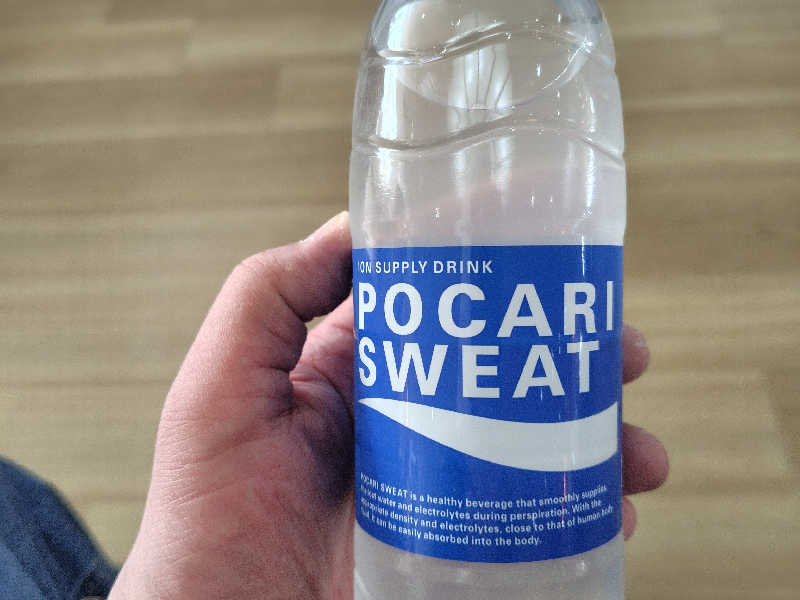 ION SUPPLY DRINK
POCARI
SWEAT
POCARI SWEAT is a healthy beverage that smoothly supplies
lost water and electrolytes during perspiration. With the
appropriate density and electrolytes, close to that of human body
fluid, it can be easily absorbed into the body.